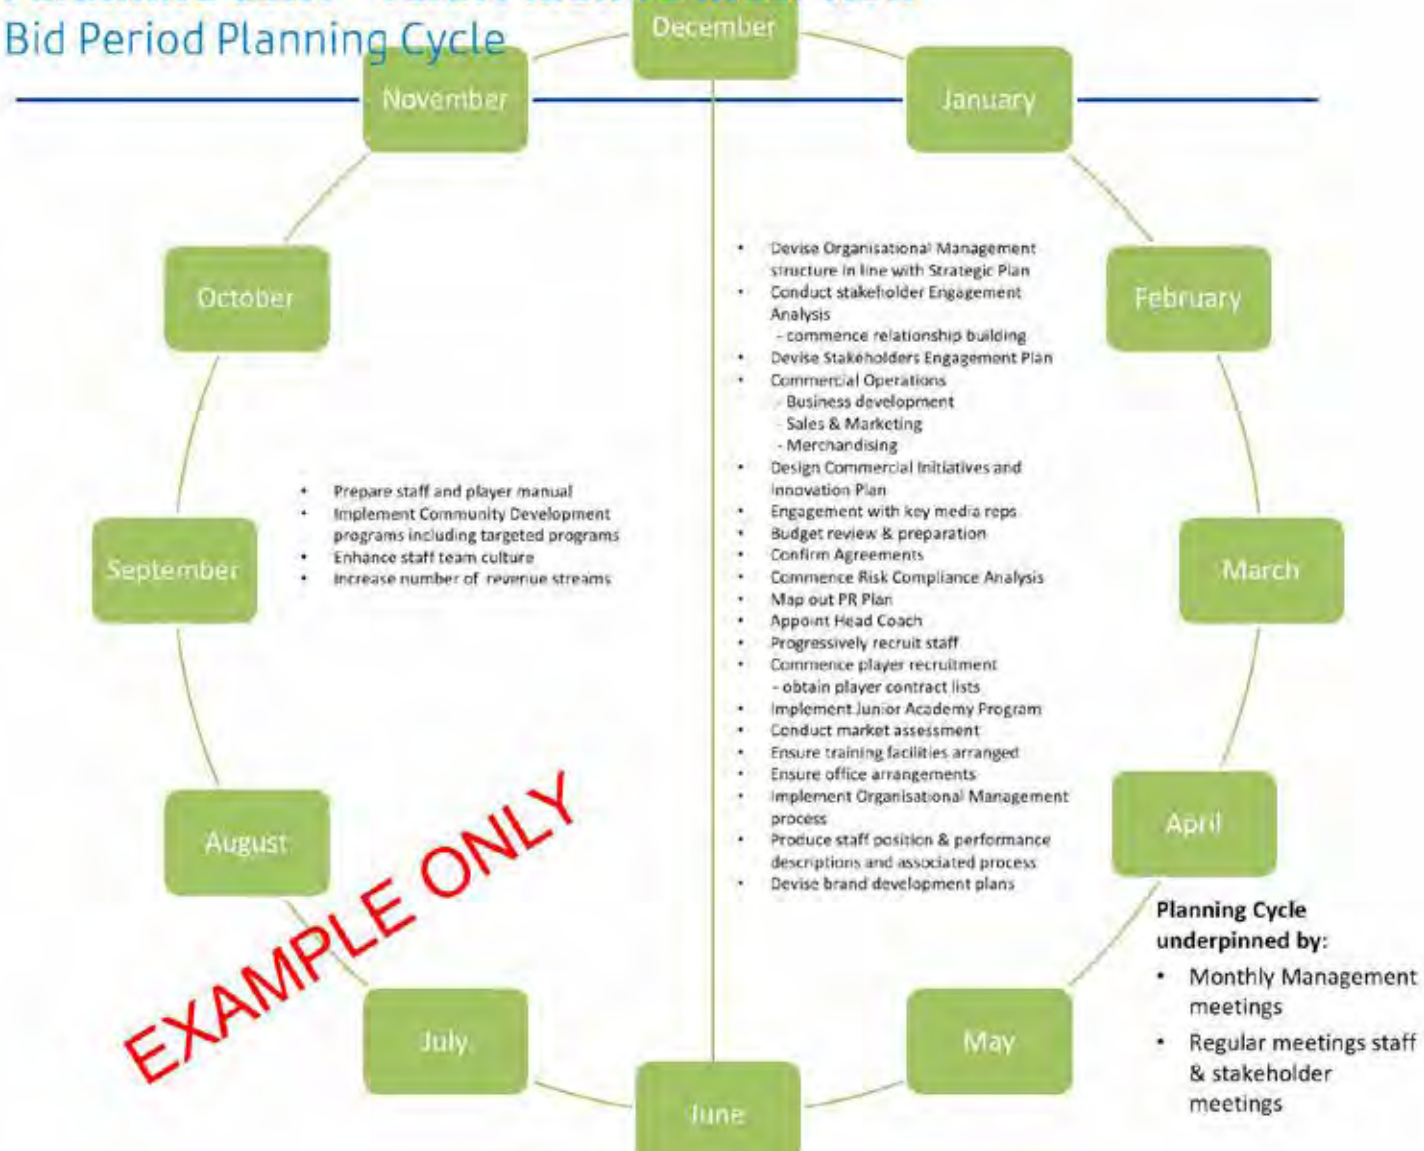 Bid Period Planning Cycle
December
November
January
October
February
• Devise Organisational Management
structure in line with Strategic Plan
• Conduct stakeholder Engagement
Analysis
- commence relationship building
• Devise Stakeholders Engagement Plan
• Commercial Operations
- Business development
- Sales & Marketing
- Merchandising
• Design Commercial Initiatives and
Innovation Plan
• Engagement with key media reps
• Budget review & preparation
• Confirm Agreements
• Commence Risk Compliance Analysis
• Map out PR Plan
• Appoint Head Coach
• Progressively recruit staff
• Commence player recruitment
- obtain player contract lists
• Implement Junior Academy Program
• Conduct market assessment
• Ensure training facilities arranged
• Ensure office arrangements
• Implement Organisational Management
process
• Produce staff position & performance
descriptions and associated process
• Devise brand development plans
• Prepare staff and player manual
• Implement Community Development
programs including targeted programs
• Enhance staff team culture
• Increase number of revenue streams
September
March
August
April
EXAMPLE ONLY
Planning Cycle
underpinned by:
• Monthly Management
meetings
• Regular meetings staff
& stakeholder
meetings
July
May
June